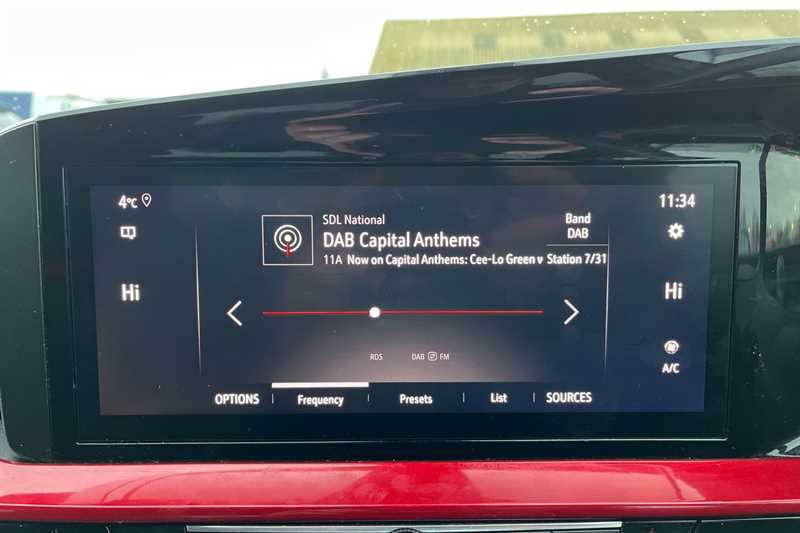 4°C
11:34
SDL National
DAB Capital Anthems
11A Now on Capital Anthems: Cee-Lo Green v Station 7/31
Band
DAB
Hi
Hi
RDS DAB FM
A/C
OPTIONS Frequency Presets List SOURCES